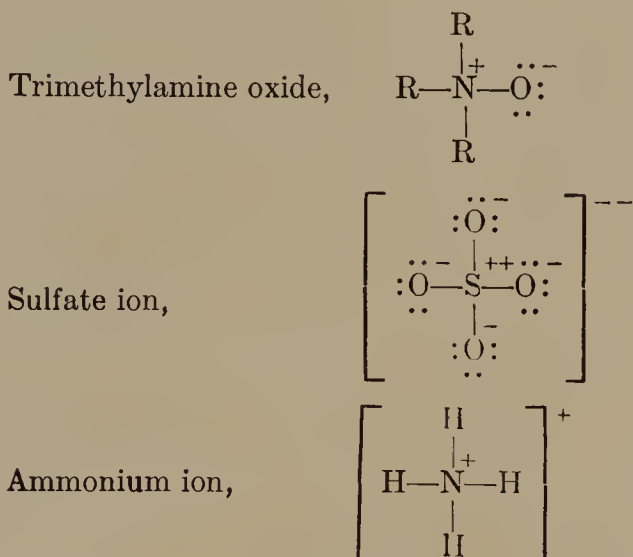 R
Trimethylamine oxide, R—N⁺—O:⁻
R
:O:⁻
Sulfate ion, [ :O⁻—S⁺⁺—O:⁻ ]⁻⁻
:O:⁻
H
Ammonium ion, [ H—N⁺—H ]⁺
H